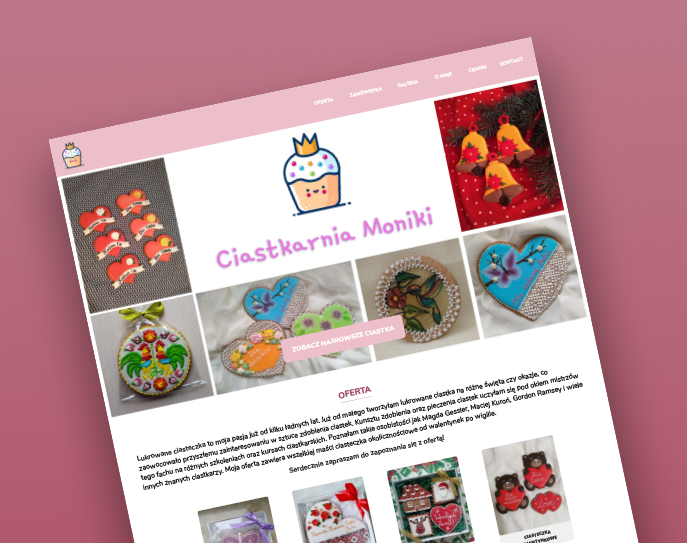 OFERTA ZAMÓWIENIA GALERIA O MNIE CENNIK KONTAKT
Ciastkarnia Moniki
ZOBACZ NAJNOWSZE CIASTKA
OFERTA
Lukrowane ciasteczka to moja pasja już od kilku ładnych lat. Już od małego tworzyłam lukrowane ciastka na różne święta czy okazje, co
zaowocowało przyszłemu zainteresowaniu w sztuce zdobienia ciastek. Kunsztu zdobienia oraz pieczenia ciastek uczyłam się pod okiem mistrzów
tego fachu na różnych szkoleniach oraz kursach ciastkarskich. Poznałam takie osobistości jak Magda Gessler, Maciej Kuroń, Gordon Ramsey i wiele
innych znanych ciastkarzy. Moja oferta zawiera wszelkiej maści ciasteczka okolicznościowe od walentynek po wigilie.
Serdecznie zapraszam do zapoznania się z ofertą!
CIASTECZKA
WALENTYNKOWE